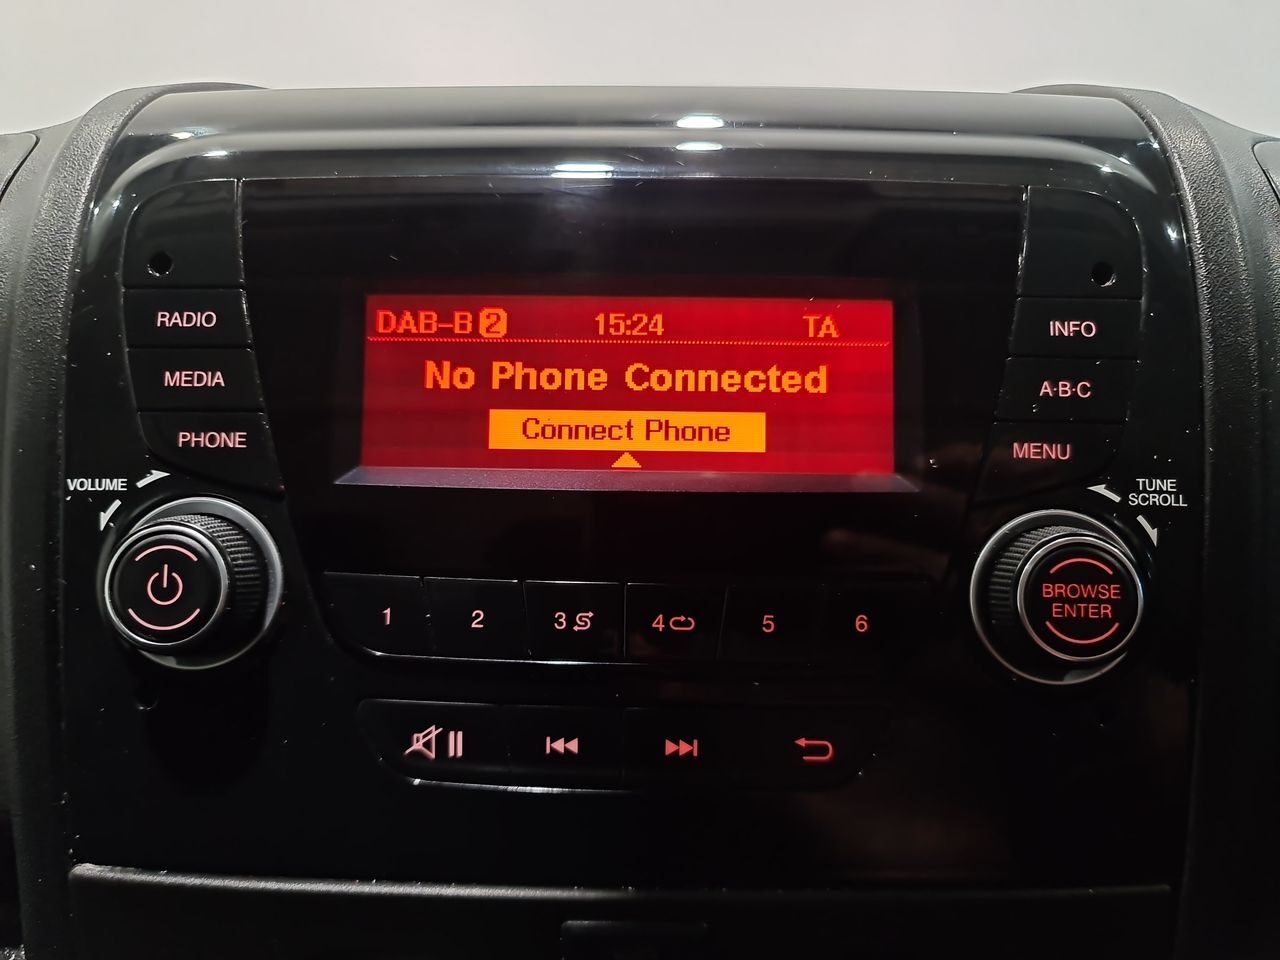 DAB-B 2 15:24 TA
No Phone Connected
Connect Phone
RADIO
MEDIA
PHONE
VOLUME
INFO
A·B·C
MENU
TUNE
SCROLL
BROWSE
ENTER
1 2 3 4 5 6